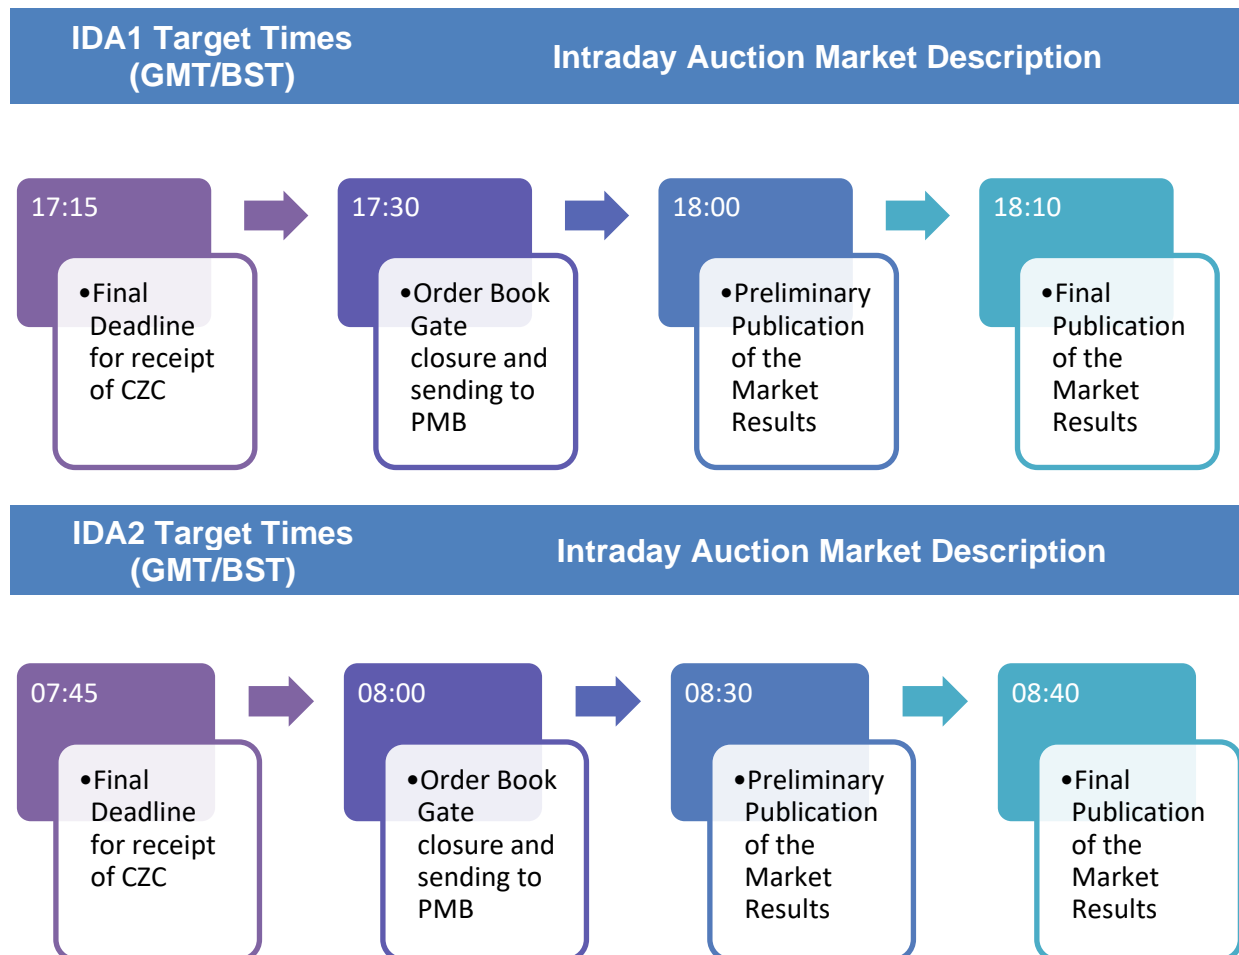 IDA1 Target Times
(GMT/BST)
Intraday Auction Market Description
17:15
•Final
Deadline
for receipt
of CZC
17:30
•Order Book
Gate
closure and
sending to
PMB
18:00
•Preliminary
Publication
of the
Market
Results
18:10
•Final
Publication
of the
Market
Results
IDA2 Target Times
(GMT/BST)
Intraday Auction Market Description
07:45
•Final
Deadline
for receipt
of CZC
08:00
•Order Book
Gate
closure and
sending to
PMB
08:30
•Preliminary
Publication
of the
Market
Results
08:40
•Final
Publication
of the
Market
Results